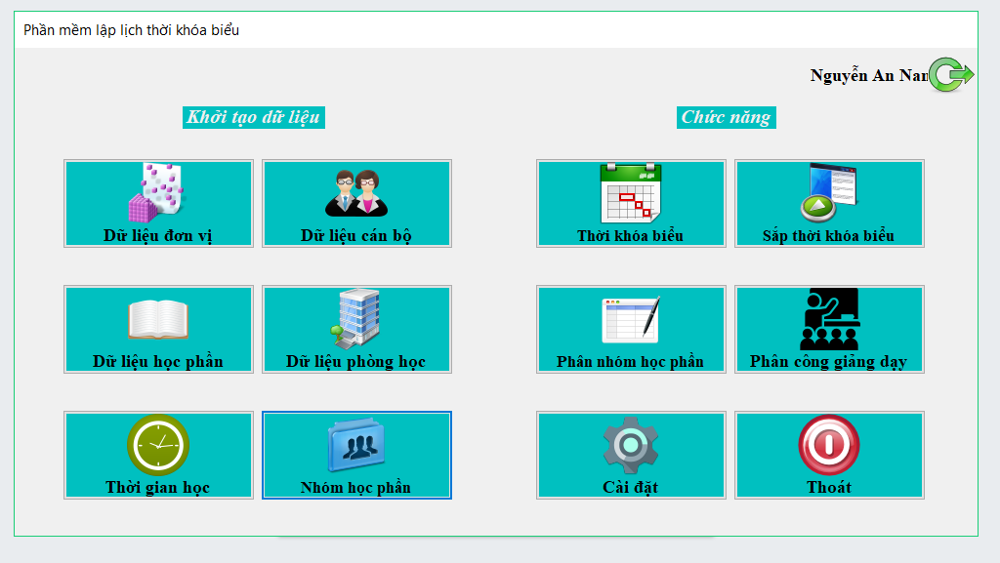 Phần mềm lập lịch thời khóa biểu
Nguyễn An Nam
Khởi tạo dữ liệu
Chức năng
Dữ liệu đơn vị
Dữ liệu cán bộ
Thời khóa biểu
Sắp thời khóa biểu
Dữ liệu học phần
Dữ liệu phòng học
Phân nhóm học phần
Phân công giảng dạy
Thời gian học
Nhóm học phần
Cài đặt
Thoát